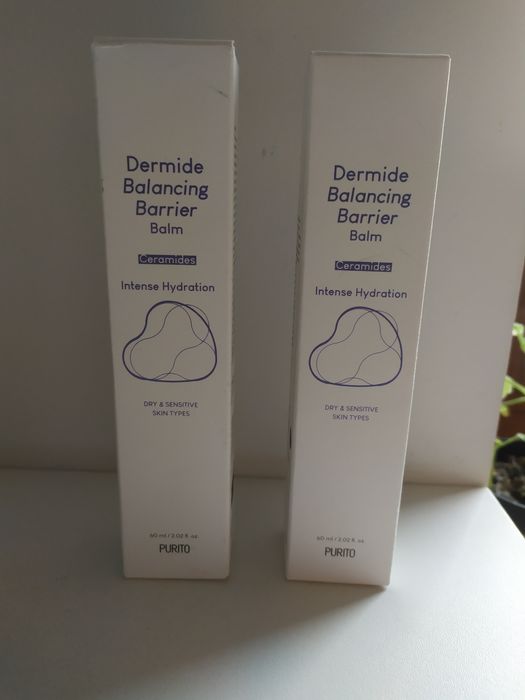 Dermide
Balancing
Barrier
Balm
Ceramides
Intense Hydration
DRY & SENSITIVE
SKIN TYPES
60 ml / 2.02 fl. oz.
PURITO
Dermide
Balancing
Barrier
Balm
Ceramides
Intense Hydration
DRY & SENSITIVE
SKIN TYPES
60 ml / 2.02 fl. oz.
PURITO